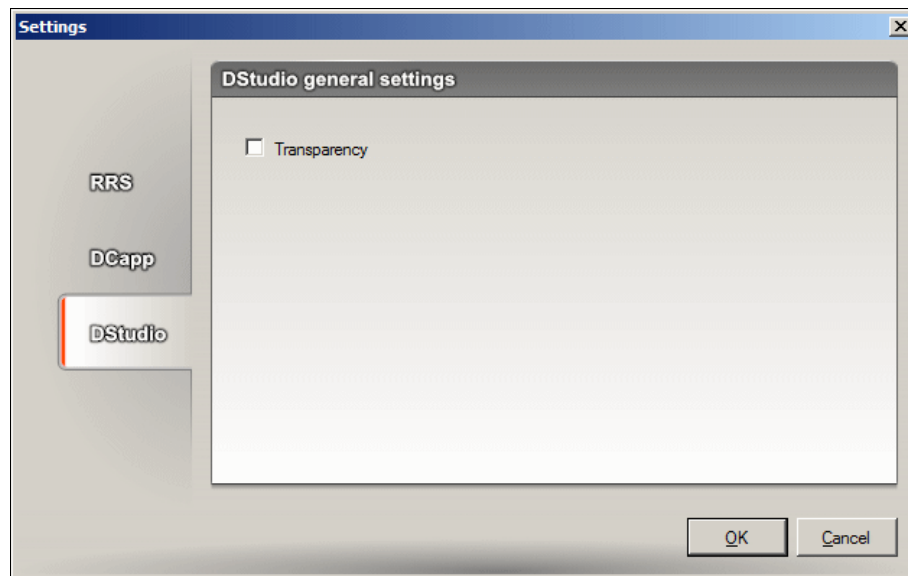 Settings
DStudio general settings
Transparency
RRS
DCapp
DStudio
OK
Cancel